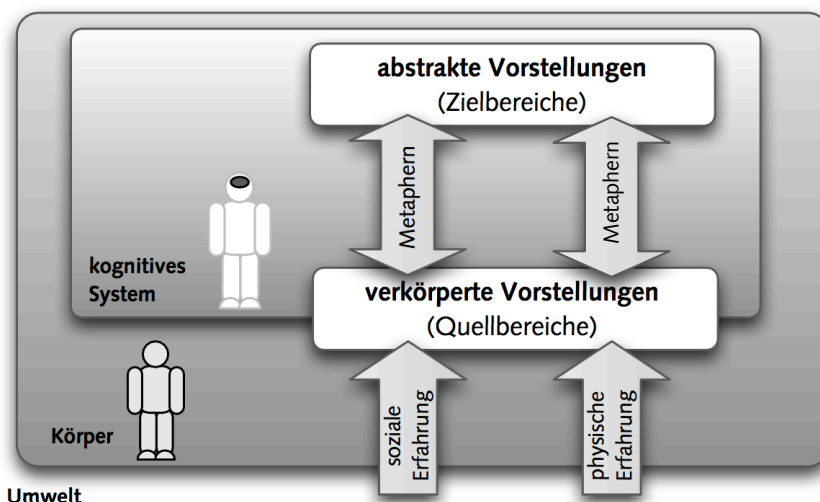 abstrakte Vorstellungen
(Zielbereiche)
Metaphern
Metaphern
kognitives
System
verkörperte Vorstellungen
(Quellbereiche)
Körper
soziale
Erfahrung
physische
Erfahrung
Umwelt